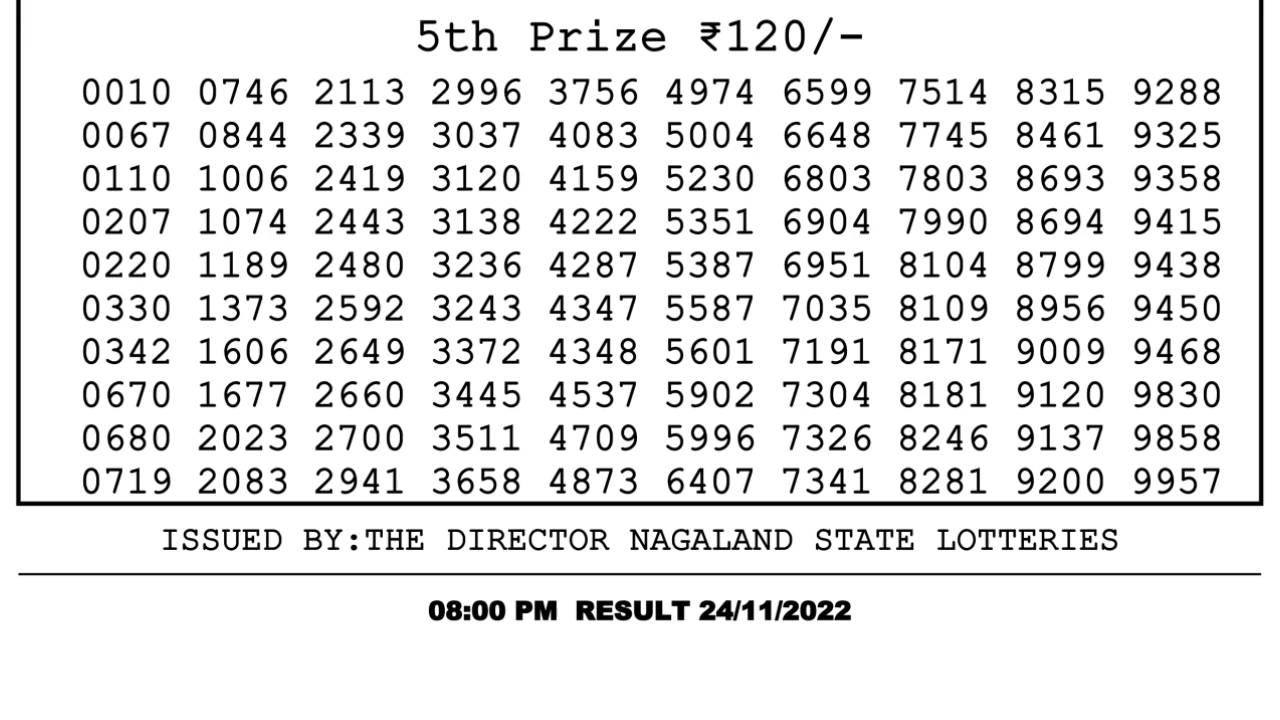 5th Prize ₹120/-
0010 0746 2113 2996 3756 4974 6599 7514 8315 9288
0067 0844 2339 3037 4083 5004 6648 7745 8461 9325
0110 1006 2419 3120 4159 5230 6803 7803 8693 9358
0207 1074 2443 3138 4222 5351 6904 7990 8694 9415
0220 1189 2480 3236 4287 5387 6951 8104 8799 9438
0330 1373 2592 3243 4347 5587 7035 8109 8956 9450
0342 1606 2649 3372 4348 5601 7191 8171 9009 9468
0670 1677 2660 3445 4537 5902 7304 8181 9120 9830
0680 2023 2700 3511 4709 5996 7326 8246 9137 9858
0719 2083 2941 3658 4873 6407 7341 8281 9200 9957
ISSUED BY:THE DIRECTOR NAGALAND STATE LOTTERIES
08:00 PM RESULT 24/11/2022